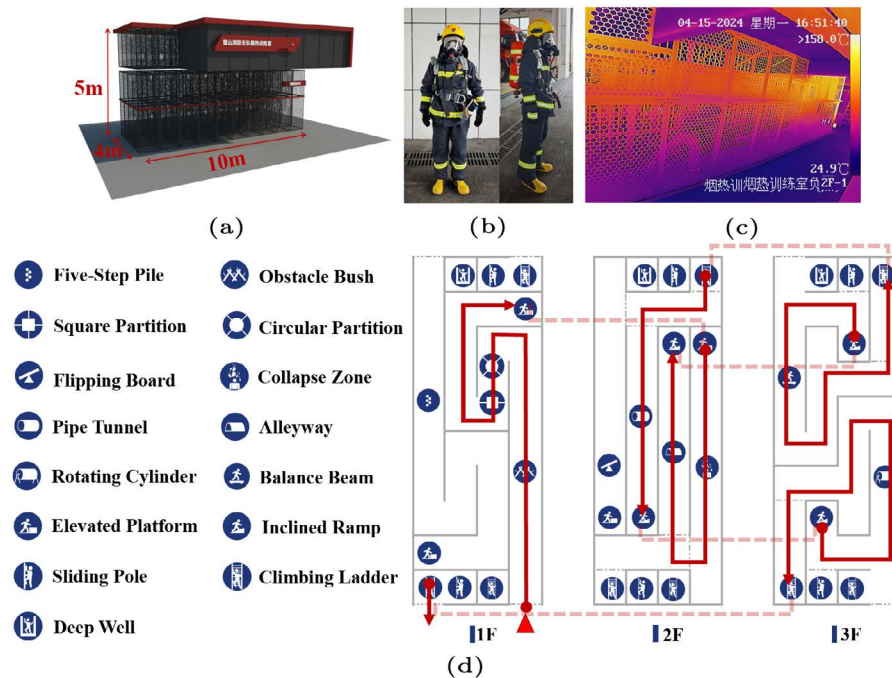 5m
4m
10m
(a)
(b)
04-15-2024 星期一 16:51:40
>158.0℃
24.9℃
烟热训烟热训练室负2F-1
(c)
Five-Step Pile
Obstacle Bush
Square Partition
Circular Partition
Flipping Board
Collapse Zone
Pipe Tunnel
Alleyway
Rotating Cylinder
Balance Beam
Elevated Platform
Inclined Ramp
Sliding Pole
Climbing Ladder
Deep Well
1F
2F
3F
(d)